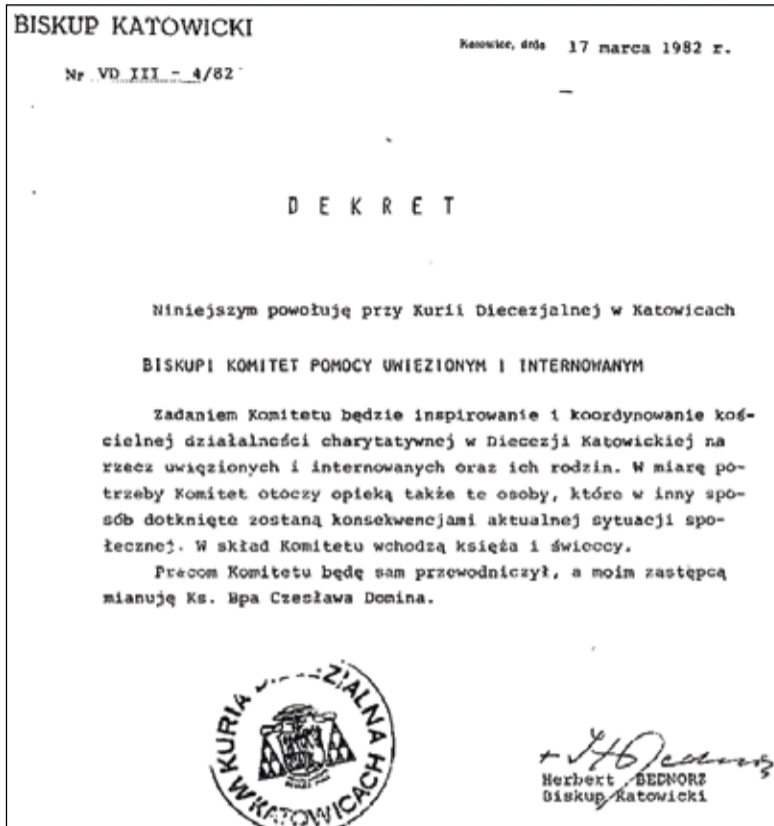 BISKUP KATOWICKI
Katowice, dnia 17 marca 1982 r.
Nr VD III - 4/82
DEKRET
Niniejszym powołuję przy Kurii Diecezjalnej w Katowicach
BISKUPI KOMITET POMOCY UWIEZIONYM I INTERNOWANYM
Zadaniem Komitetu będzie inspirowanie i koordynowanie koś-
cielnej działalności charytatywnej w Diecezji Katowickiej na
rzecz uwięzionych i internowanych oraz ich rodzin. W miarę po-
trzeby Komitet otoczy opieką także te osoby, które w inny spo-
sób dotknięte zostaną konsekwencjami aktualnej sytuacji spo-
łecznej. W skład Komitetu wchodzą księża i świeccy.
Pracom Komitetu będę sam przewodniczył, a moim zastępcą
mianuję Ks. Bpa Czesława Domina.
KURIA DIECEZJALNA W KATOWICACH
Herbert BEDNORZ
Biskup Katowicki